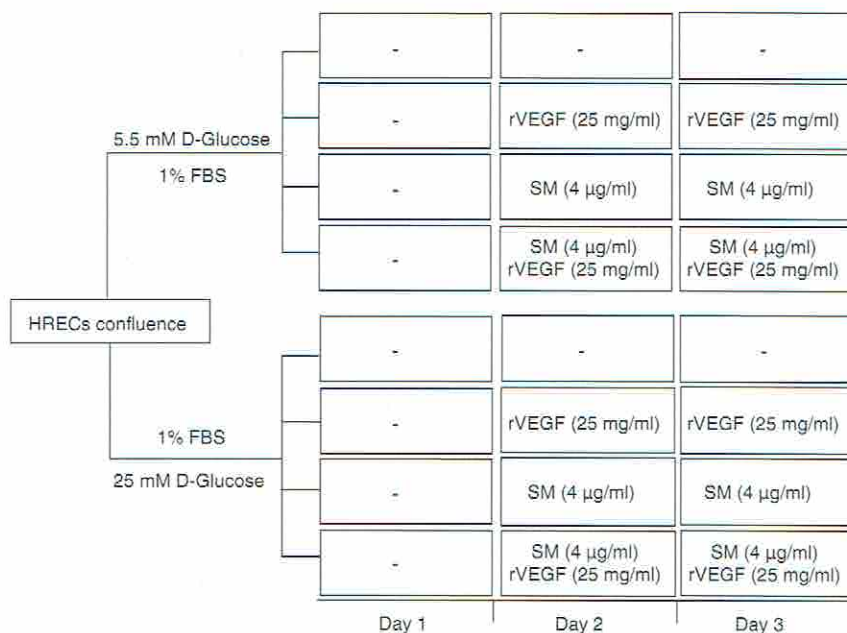 -
-
-
-
rVEGF (25 mg/ml)
rVEGF (25 mg/ml)
5.5 mM D-Glucose
1% FBS
-
SM (4 µg/ml)
SM (4 µg/ml)
-
SM (4 µg/ml)
rVEGF (25 mg/ml)
SM (4 µg/ml)
rVEGF (25 mg/ml)
HRECs confluence
-
-
-
-
rVEGF (25 mg/ml)
rVEGF (25 mg/ml)
1% FBS
25 mM D-Glucose
-
SM (4 µg/ml)
SM (4 µg/ml)
-
SM (4 µg/ml)
rVEGF (25 mg/ml)
SM (4 µg/ml)
rVEGF (25 mg/ml)
Day 1
Day 2
Day 3